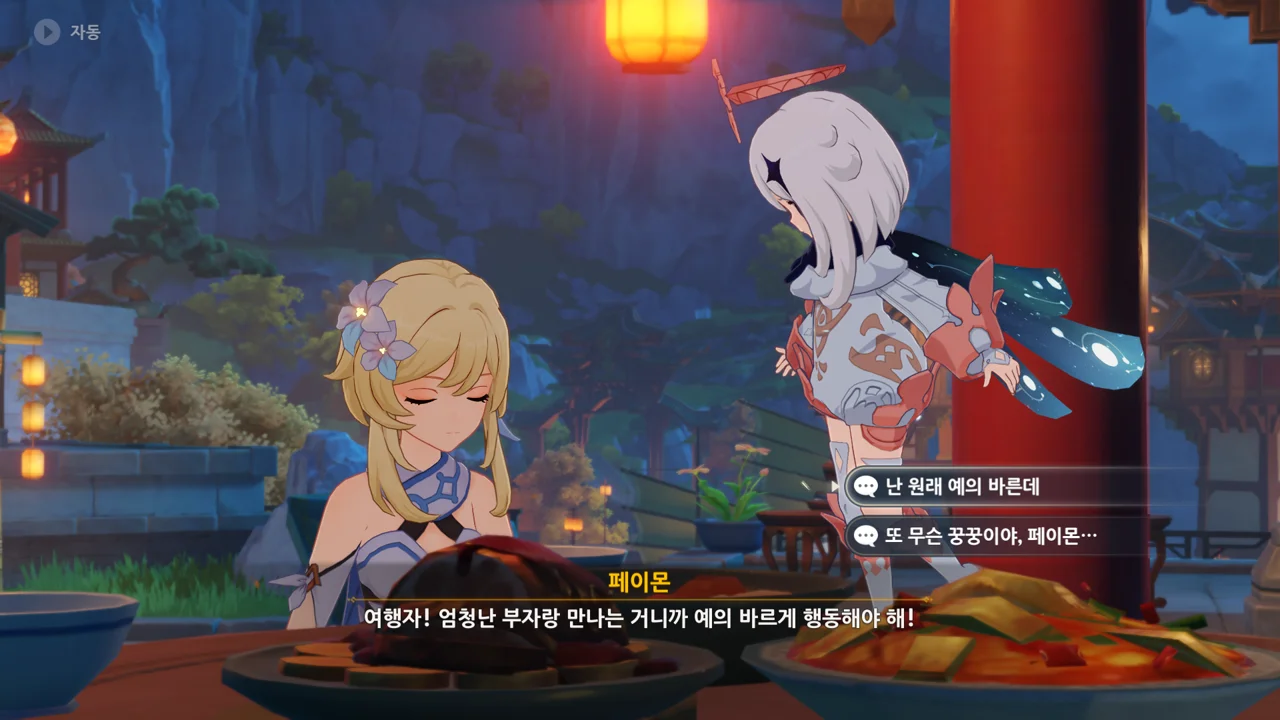 자동
난 원래 예의 바른데
또 무슨 꿍꿍이야, 페이몬…
페이몬
여행자! 엄청난 부자랑 만나는 거니까 예의 바르게 행동해야 해!